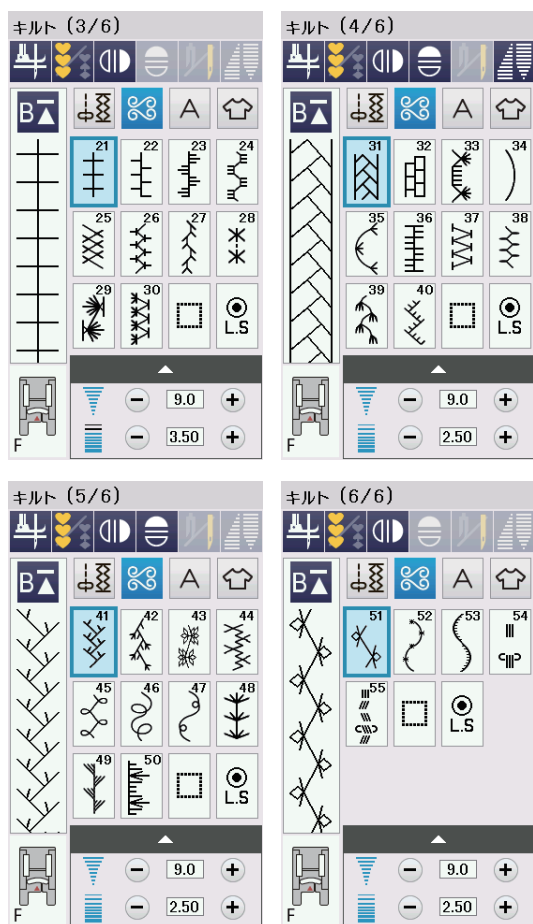 キルト (3/6)
B A
21 22 23 24
25 26 27 28
29 30 L.S
9.0
F 3.50
キルト (4/6)
B A
31 32 33 34
35 36 37 38
39 40 L.S
9.0
F 2.50
キルト (5/6)
B A
41 42 43 44
45 46 47 48
49 50 L.S
9.0
F 2.50
キルト (6/6)
B A
51 52 53 54
55 L.S
9.0
F 2.50